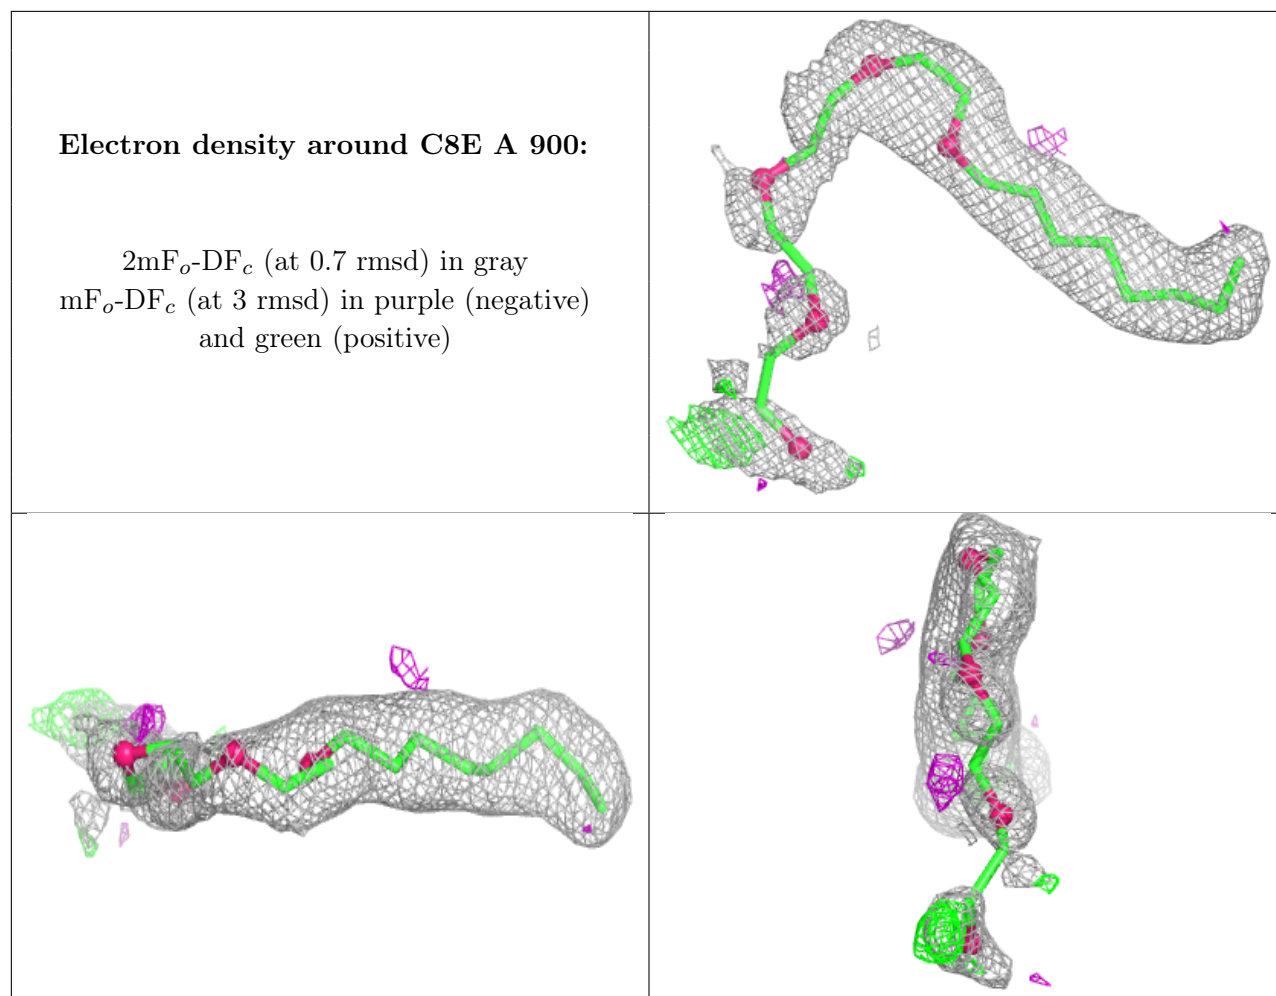 Electron density around C8E A 900:
2mFo-DFc (at 0.7 rmsd) in gray
mFo-DFc (at 3 rmsd) in purple (negative)
and green (positive)